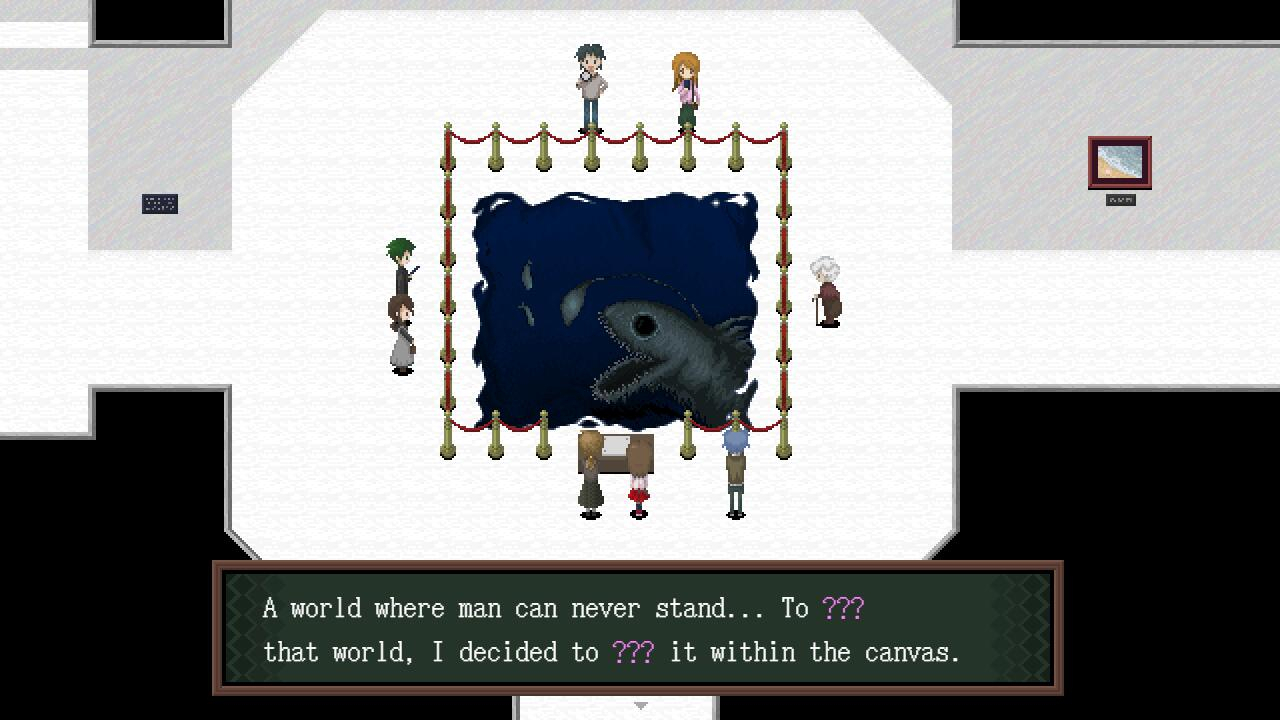 A world where man can never stand... To ???
that world, I decided to ??? it within the canvas.